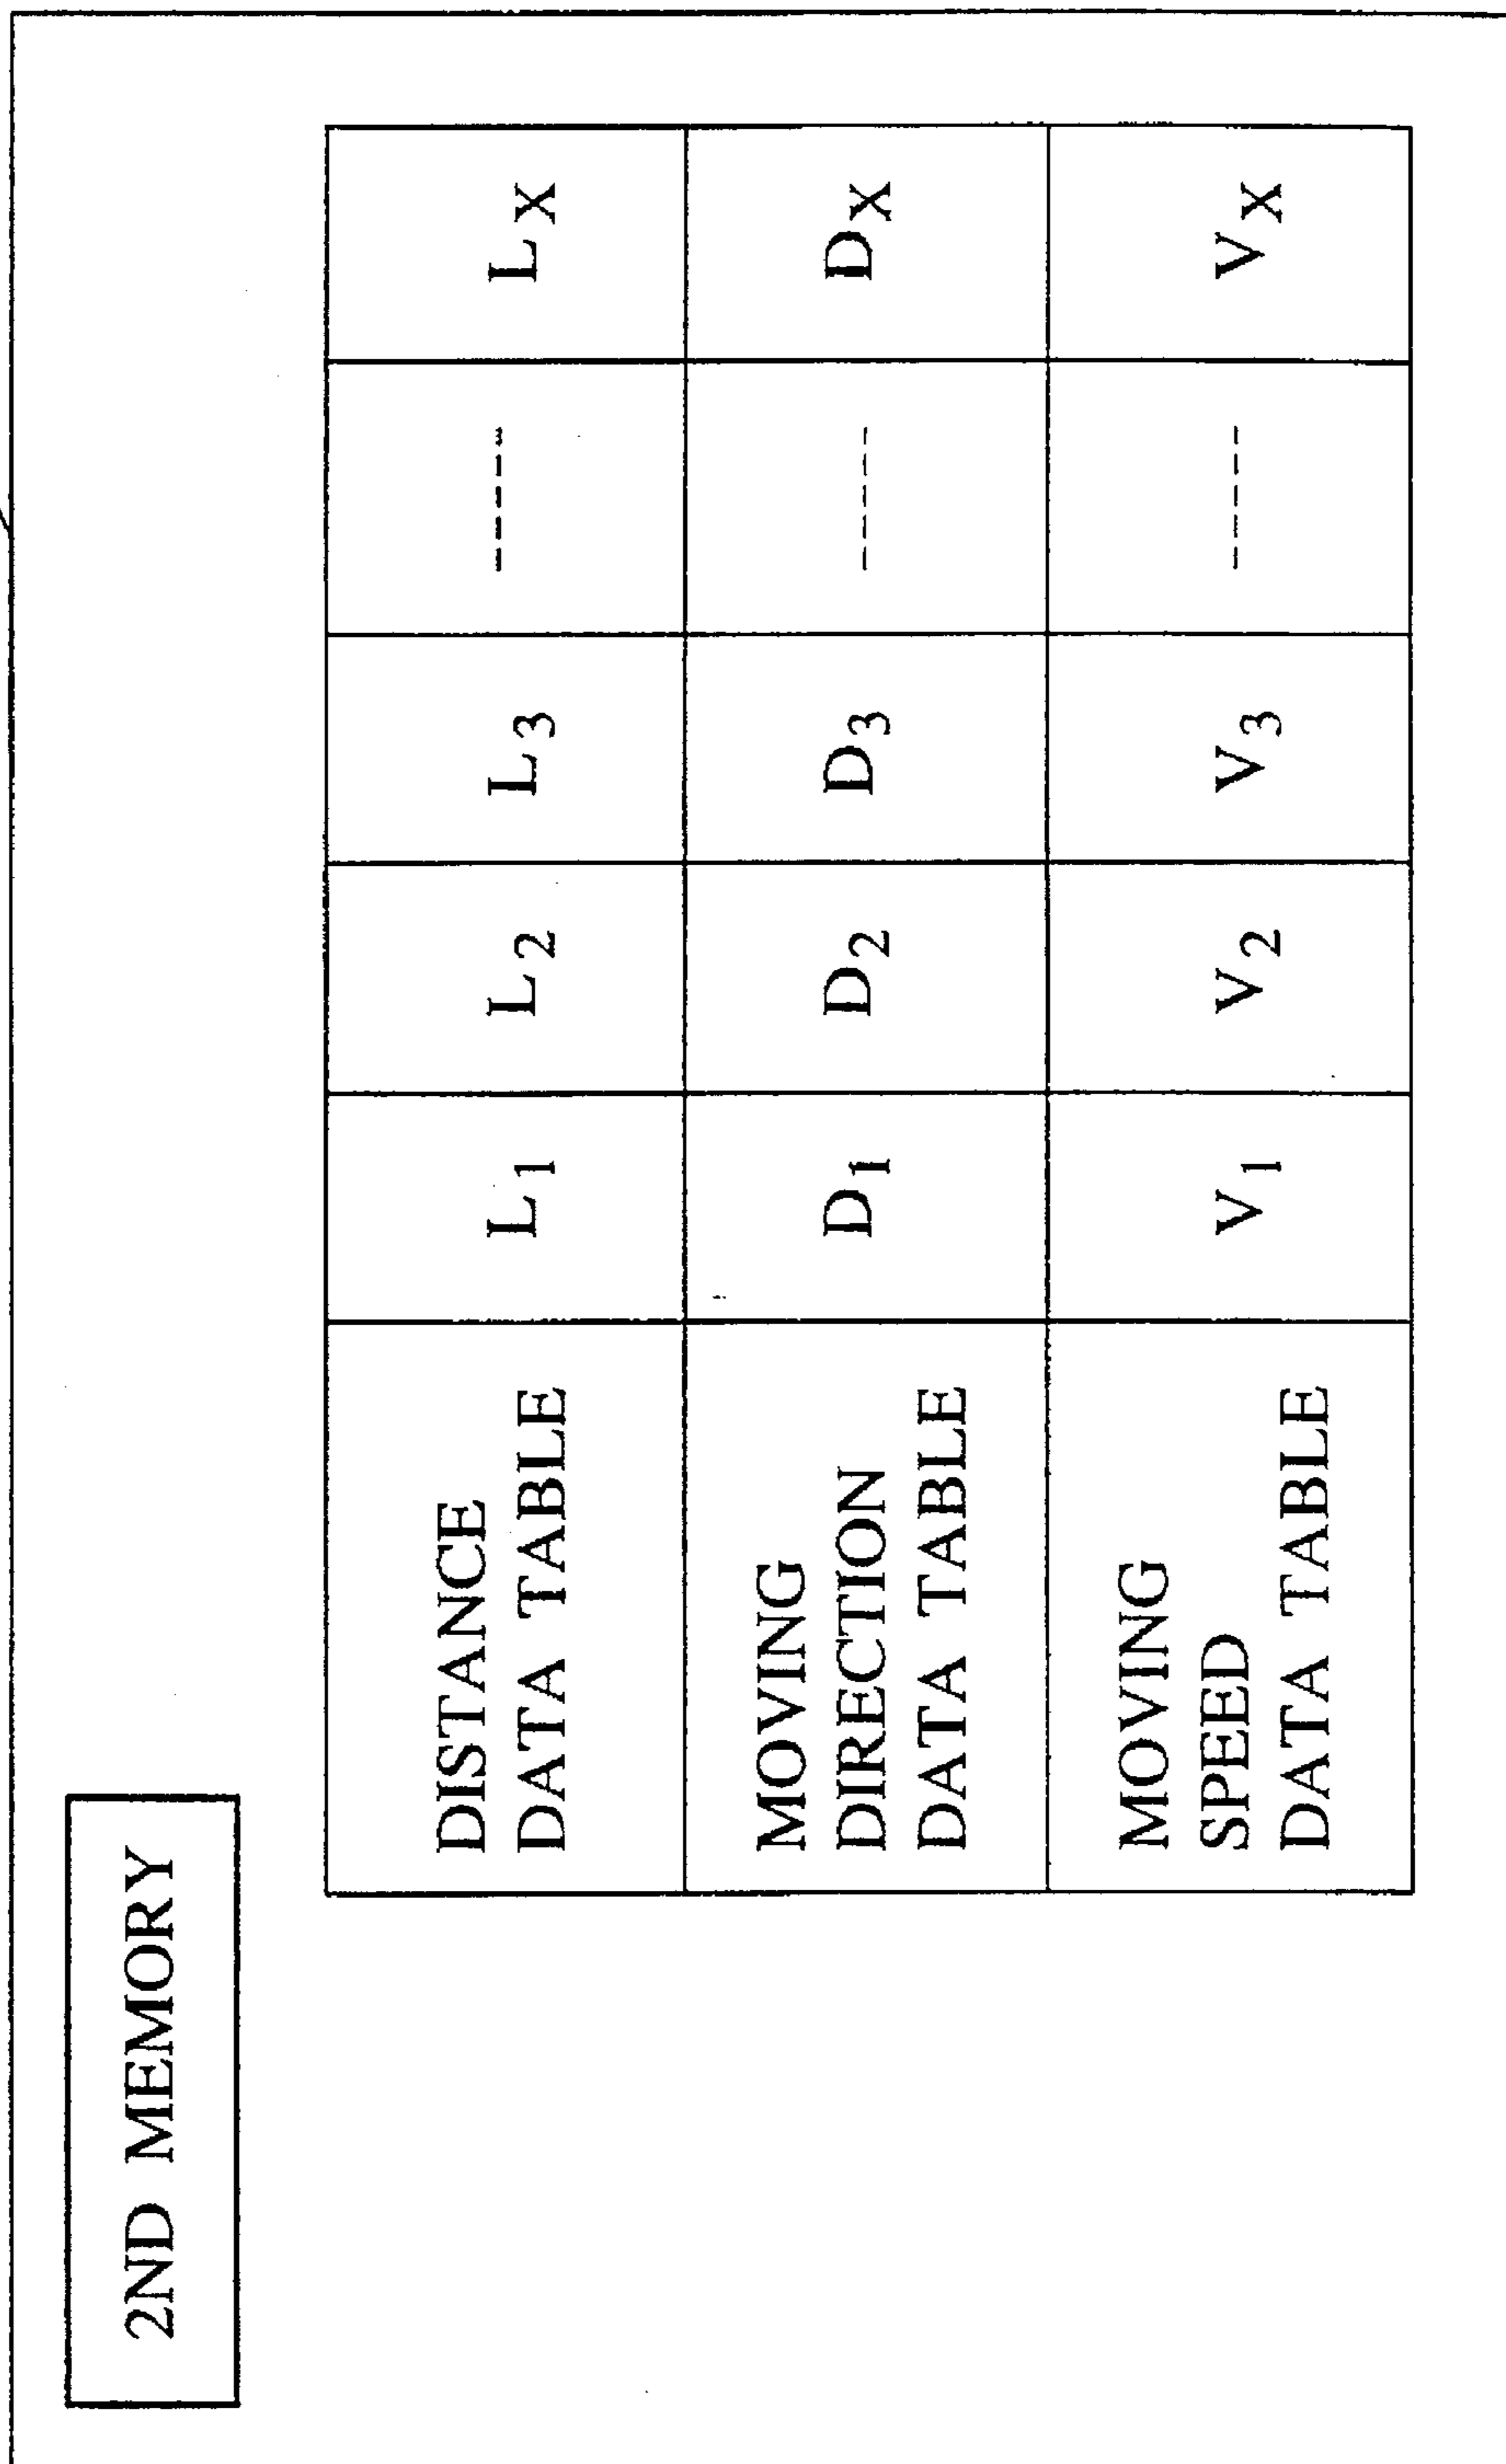 2ND MEMORY
DISTANCE
DATA TABLE
L1 L2 L3 ----- LX
MOVING
DIRECTION
DATA TABLE
D1 D2 D3 ----- DX
MOVING
SPEED
DATA TABLE
V1 V2 V3 ----- VX